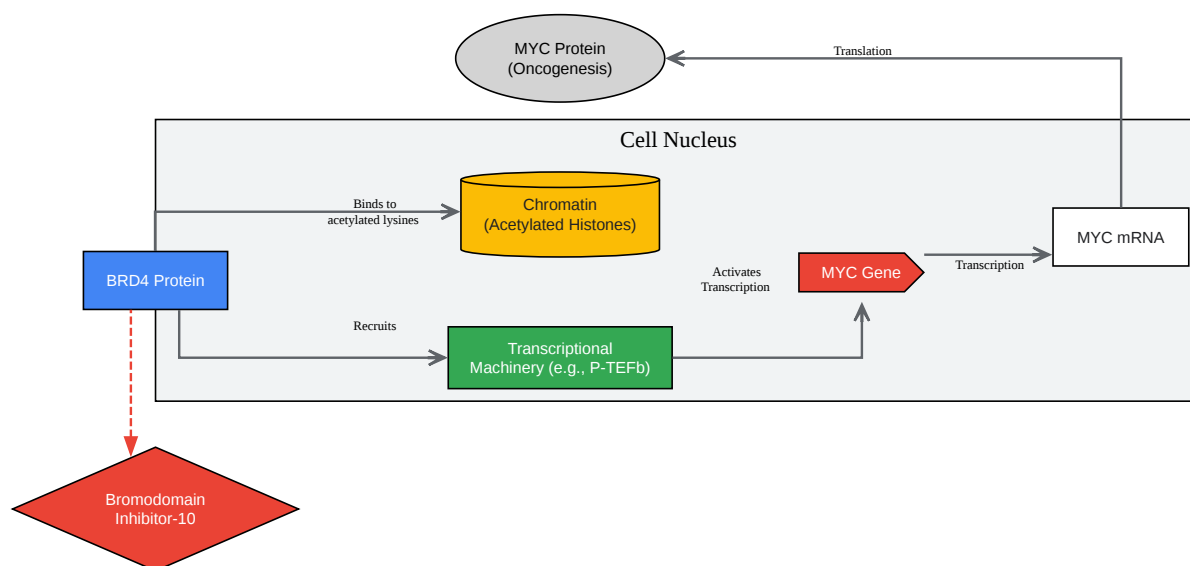 MYC Protein
(Oncogenesis)
Translation
Cell Nucleus
Binds to
acetylated lysines
Chromatin
(Acetylated Histones)
MYC mRNA
BRD4 Protein
Activates
Transcription
MYC Gene
Transcription
Recruits
Transcriptional
Machinery (e.g., P-TEFb)
Bromodomain
Inhibitor-10